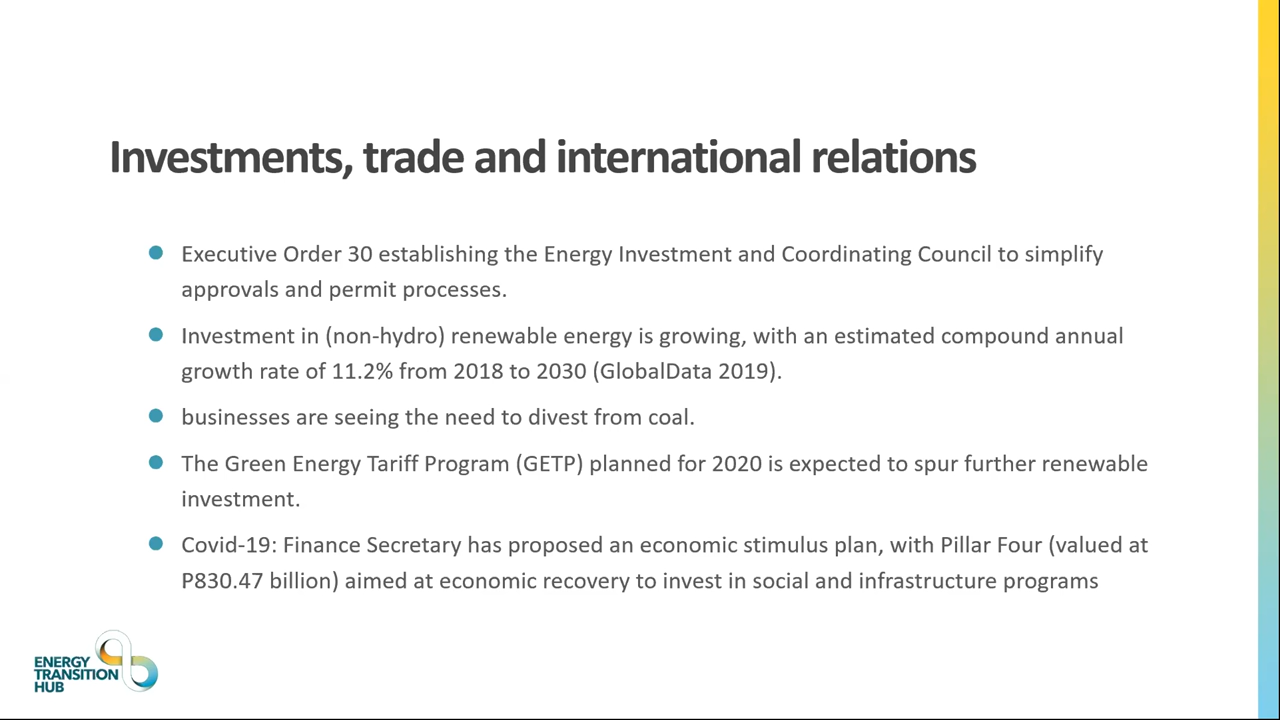 Investments, trade and international relations
Executive Order 30 establishing the Energy Investment and Coordinating Council to simplify
approvals and permit processes.
Investment in (non-hydro) renewable energy is growing, with an estimated compound annual
growth rate of 11.2% from 2018 to 2030 (GlobalData 2019).
businesses are seeing the need to divest from coal.
The Green Energy Tariff Program (GETP) planned for 2020 is expected to spur further renewable
investment.
Covid-19: Finance Secretary has proposed an economic stimulus plan, with Pillar Four (valued at
P830.47 billion) aimed at economic recovery to invest in social and infrastructure programs
ENERGY
TRANSITION
HUB